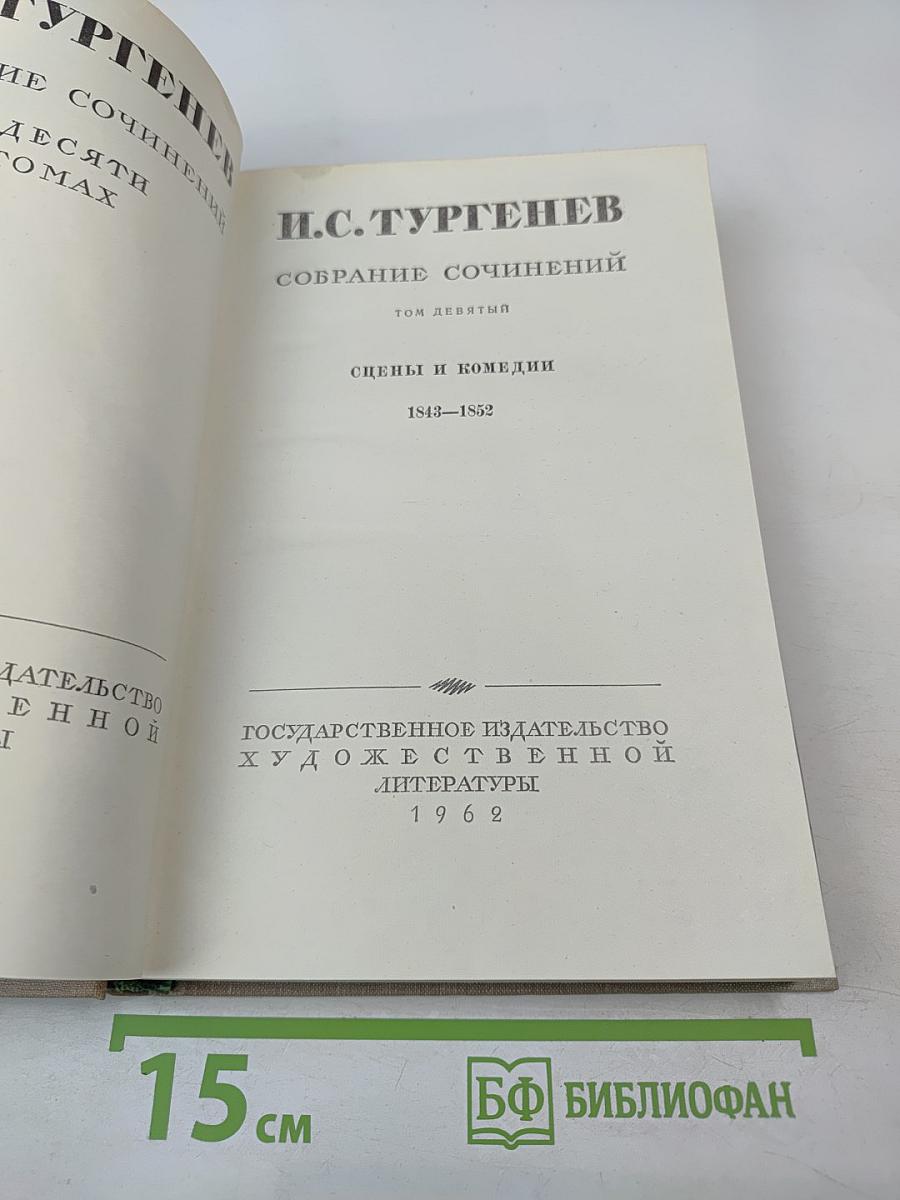 ТУРГЕНЕВ
ИЕ СОЧИНЕНИЙ
ДЕСЯТИ
ТОМАХ
ДАТЕЛЬСТВО
ЕННОЙ
Ы
И.С.ТУРГЕНЕВ
СОБРАНИЕ СОЧИНЕНИЙ
ТОМ ДЕВЯТЫЙ
СЦЕНЫ И КОМЕДИИ
1843—1852
ГОСУДАРСТВЕННОЕ ИЗДАТЕЛЬСТВО
ХУДОЖЕСТВЕННОЙ
ЛИТЕРАТУРЫ
1962
15 см
БФ БИБЛИОФАН